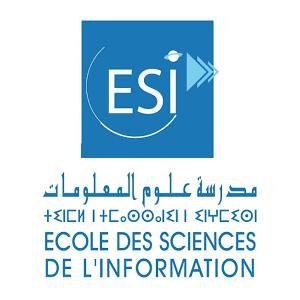 ESI
مدرسة علوم المعلومات
ECOLE DES SCIENCES
DE L'INFORMATION